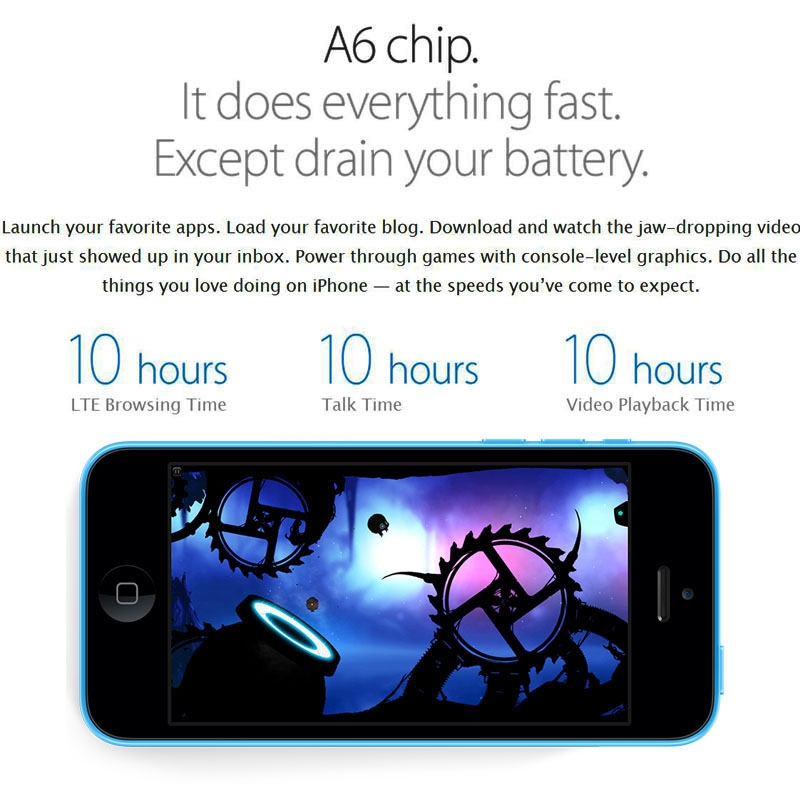 A6 chip.
It does everything fast.
Except drain your battery.
Launch your favorite apps. Load your favorite blog. Download and watch the jaw-dropping video
that just showed up in your inbox. Power through games with console-level graphics. Do all the
things you love doing on iPhone — at the speeds you’ve come to expect.
10 hours 10 hours 10 hours
LTE Browsing Time Talk Time Video Playback Time